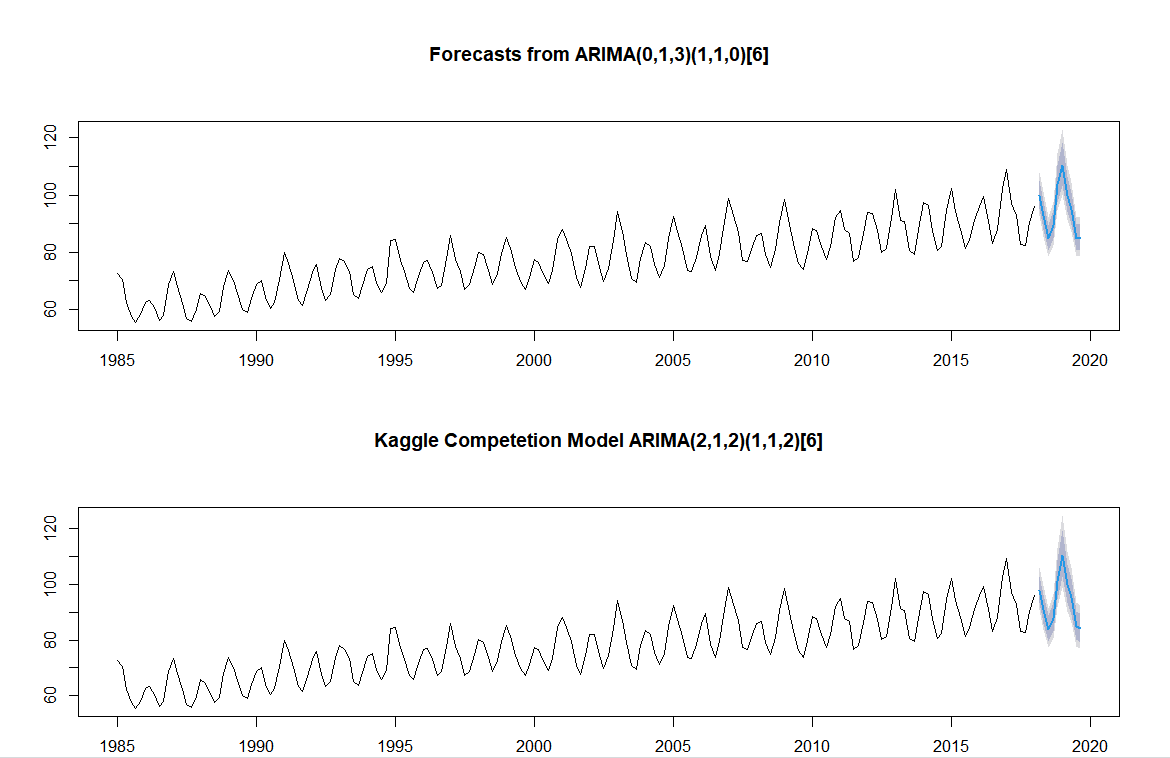 Forecasts from ARIMA(0,1,3)(1,1,0)[6]
120
100
80
60
1985 1990 1995 2000 2005 2010 2015 2020
Kaggle Competetion Model ARIMA(2,1,2)(1,1,2)[6]
120
100
80
60
1985 1990 1995 2000 2005 2010 2015 2020